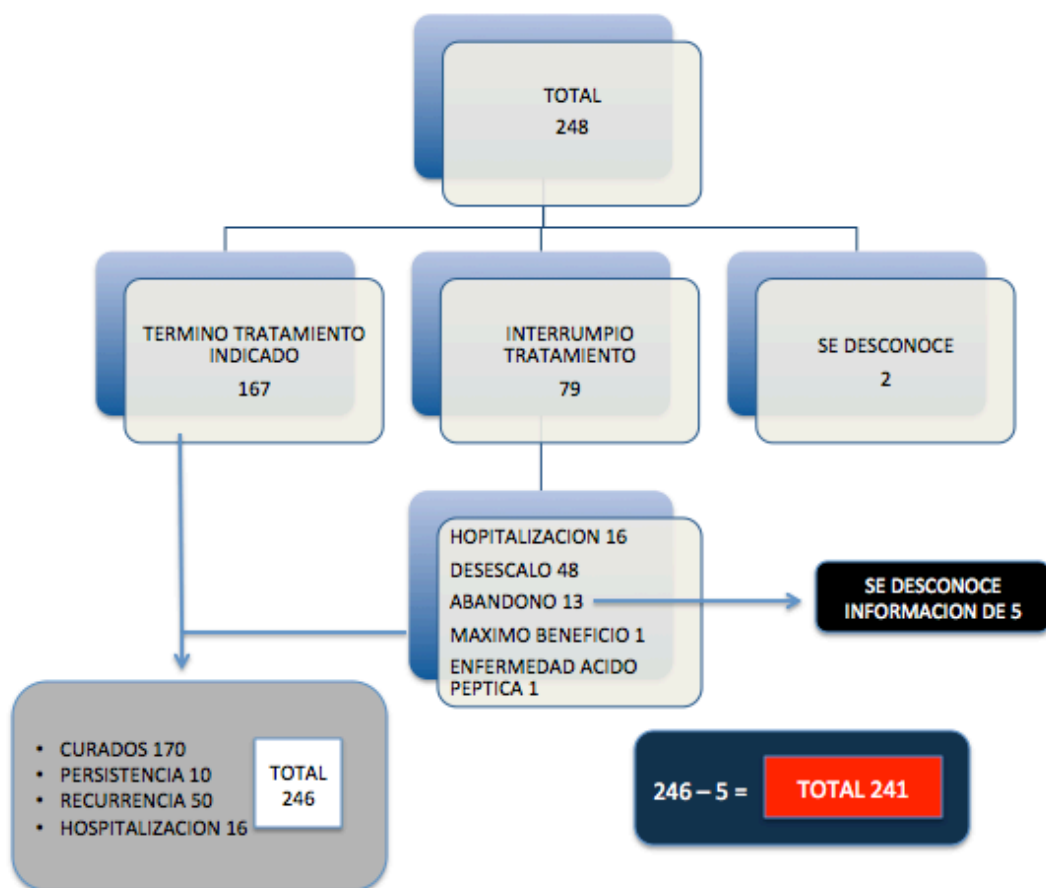 TOTAL
248
TERMINO TRATAMIENTO
INDICADO
167
INTERRUMPIO
TRATAMIENTO
79
SE DESCONOCE
2
HOPITALIZACION 16
DESESCALO 48
ABANDONO 13
MAXIMO BENEFICIO 1
ENFERMEDAD ACIDO
PEPTICA 1
SE DESCONOCE
INFORMACION DE 5
• CURADOS 170
• PERSISTENCIA 10
• RECURRENCIA 50
• HOSPITALIZACION 16
TOTAL
246
246 – 5 =
TOTAL 241